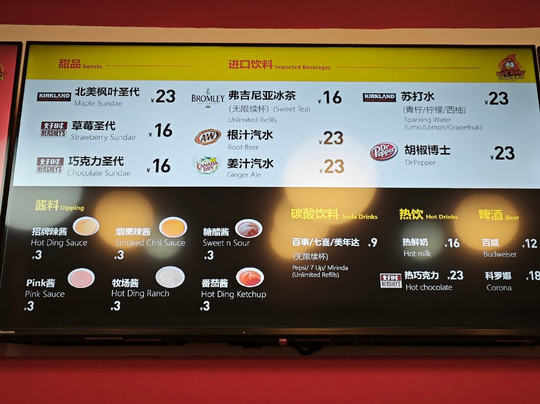 甜品 Sweets
进口饮料 Imported Beverages
KIRKLAND 北美枫叶圣代 ¥23
Maple Sundae
HERSHEY'S 草莓圣代 ¥16
Strawberry Sundae
HERSHEY'S 巧克力圣代 ¥16
Chocolate Sundae
BROMLEY 弗吉尼亚冰茶 ¥16
(无限续杯) (Sweet Tea)
Unlimited Refills
A&W 根汁汽水 ¥23
Root Beer
CANADA DRY 姜汁汽水 ¥23
Ginger Ale
KIRKLAND 苏打水 ¥23
(青柠/柠檬/西柚)
Sparking Water
(Lime/Lemon/Grapefruit)
Dr Pepper 胡椒博士 ¥23
Dr.Pepper
酱料 Dipping
招牌辣酱
Hot Ding Sauce
¥3
烟熏辣酱
Smoked Chili Sauce
¥3
糖醋酱
Sweet n Sour
¥3
Pink酱
Pink Sauce
¥3
牧场酱
Hot Ding Ranch
¥3
番茄酱
Hot Ding Ketchup
¥3
碳酸饮料 Soda Drinks
百事/七喜/美年达 ¥9
(无限续杯)
Pepsi/ 7 Up/ Mirinda
(Unlimited Refills)
热饮 Hot Drinks
热鲜奶 ¥16
Hot milk
HERSHEY'S 热巧克力 ¥23
Hot chocolate
啤酒 Beer
百威 ¥12
Budweiser
科罗娜 ¥18
Corona